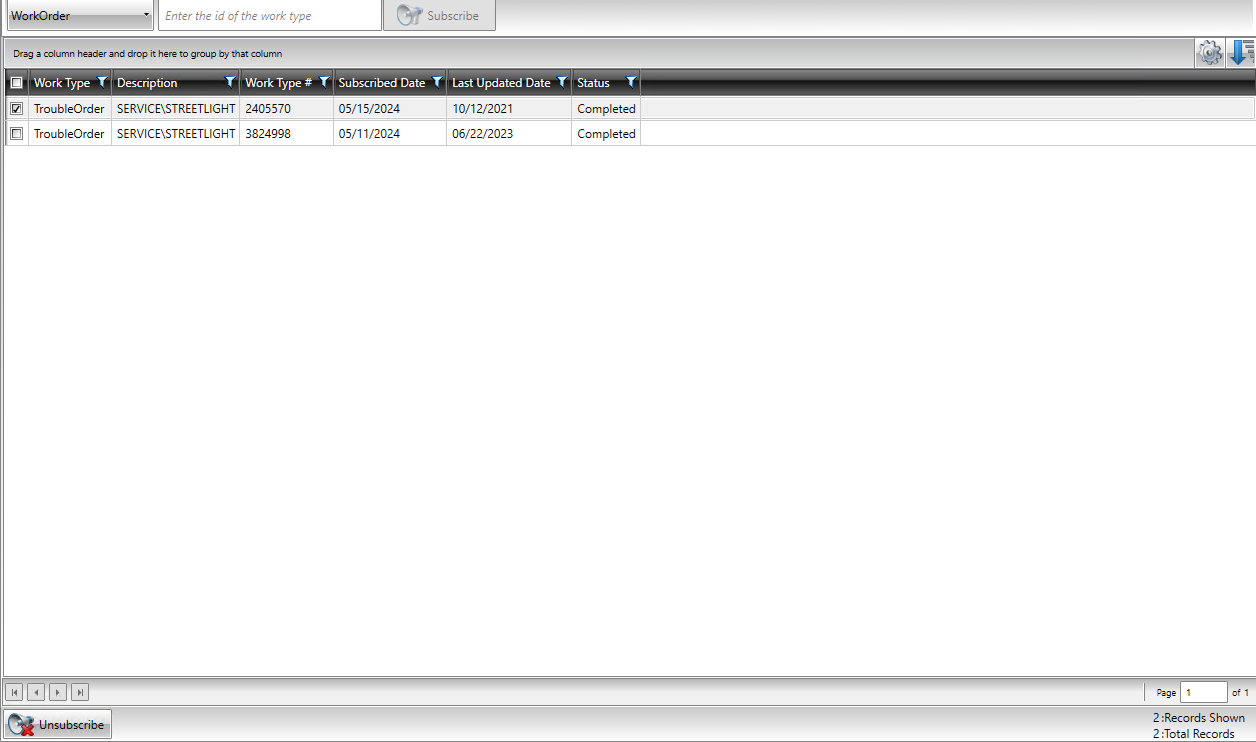 WorkOrder Enter the id of the work type Subscribe
Drag a column header and drop it here to group by that column
Work Type Description Work Type # Subscribed Date Last Updated Date Status
TroubleOrder SERVICE\STREETLIGHT 2405570 05/15/2024 10/12/2021 Completed
TroubleOrder SERVICE\STREETLIGHT 3824998 05/11/2024 06/22/2023 Completed
Page 1 of 1
Unsubscribe
2 :Records Shown
2 :Total Records